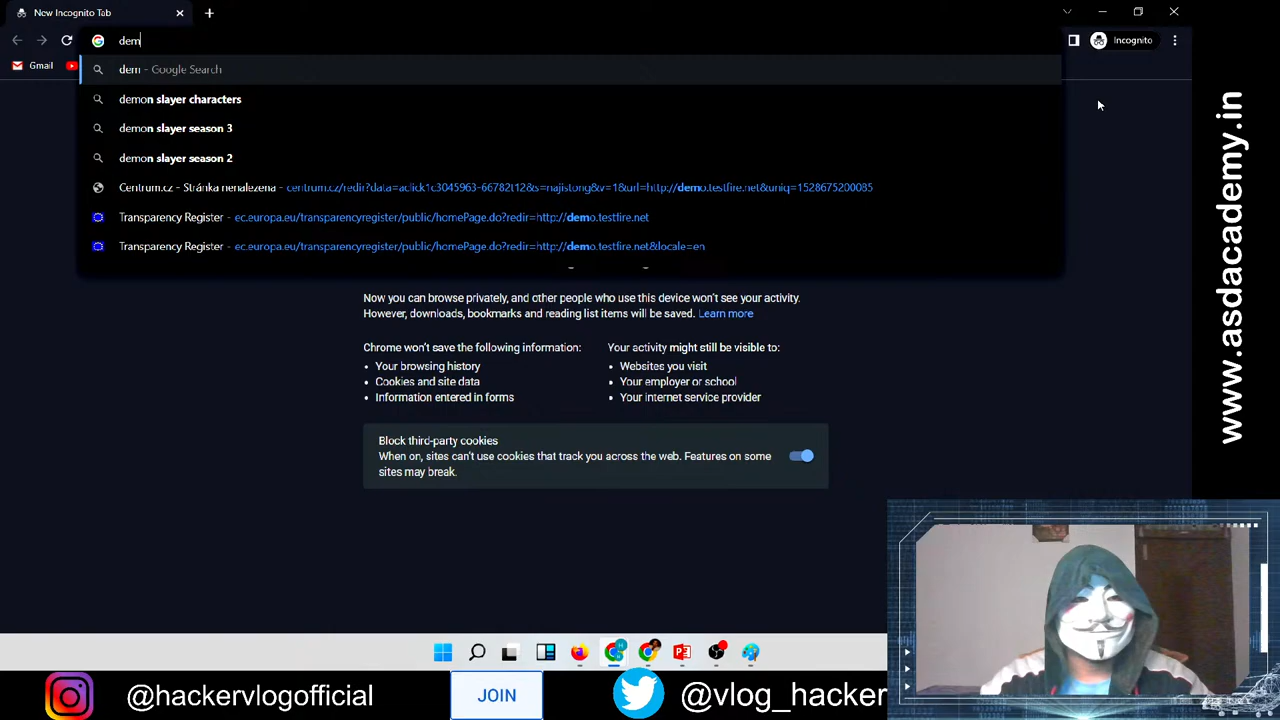 New Incognito Tab
dem
Incognito
Gmail
dem - Google Search
demon slayer characters
demon slayer season 3
demon slayer season 2
Centrum.cz - Stránka nenalezena - centrum.cz/redir?data=aclick1c3045963-66782t12&s=najistong&v=1&url=http://demo.testfire.net&uniq=1528675200085
Transparency Register - ec.europa.eu/transparencyregister/public/homePage.do?redir=http://demo.testfire.net
Transparency Register - ec.europa.eu/transparencyregister/public/homePage.do?redir=http://demo.testfire.net&locale=en
Now you can browse privately, and other people who use this device won't see your activity.
However, downloads, bookmarks and reading list items will be saved. Learn more
Chrome won't save the following information:
• Your browsing history
• Cookies and site data
• Information entered in forms
Your activity might still be visible to:
• Websites you visit
• Your employer or school
• Your internet service provider
Block third-party cookies
When on, sites can't use cookies that track you across the web. Features on some
sites may break.
www.asdacademy.in
@hackervlogofficial
JOIN
@vlog_hacker